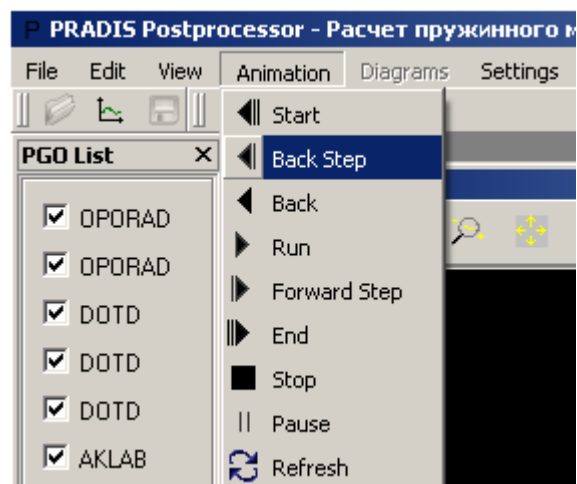 PRADIS Postprocessor - Расчет пружинного
File Edit View Animation Diagrams Settings
PGO List
OPORAD
OPORAD
DOTD
DOTD
DOTD
AKLAB
Start
Back Step
Back
Run
Forward Step
End
Stop
Pause
Refresh